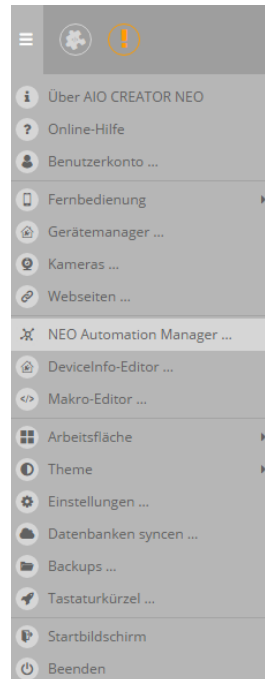 Über AIO CREATOR NEO
Online-Hilfe
Benutzerkonto ...
Fernbedienung
Gerätemanager ...
Kameras ...
Webseiten ...
NEO Automation Manager ...
DeviceInfo-Editor ...
Makro-Editor ...
Arbeitsfläche
Theme
Einstellungen ...
Datenbanken syncen ...
Backups ...
Tastaturkürzel ...
Startbildschirm
Beenden